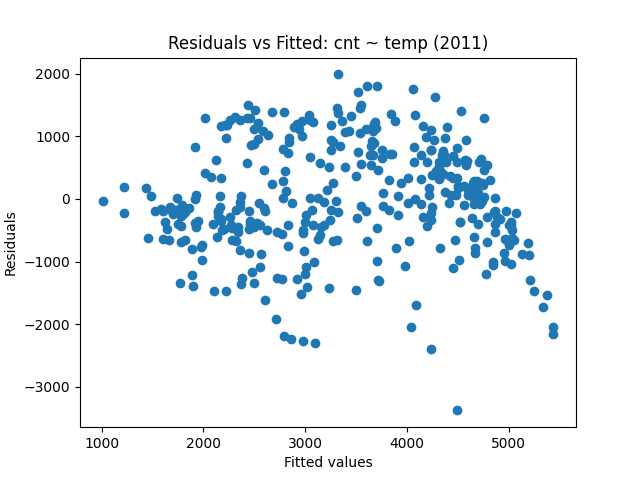 Residuals vs Fitted: cnt ~ temp (2011)
2000
1000
0
−1000
−2000
−3000
Residuals
1000 2000 3000 4000 5000
Fitted values